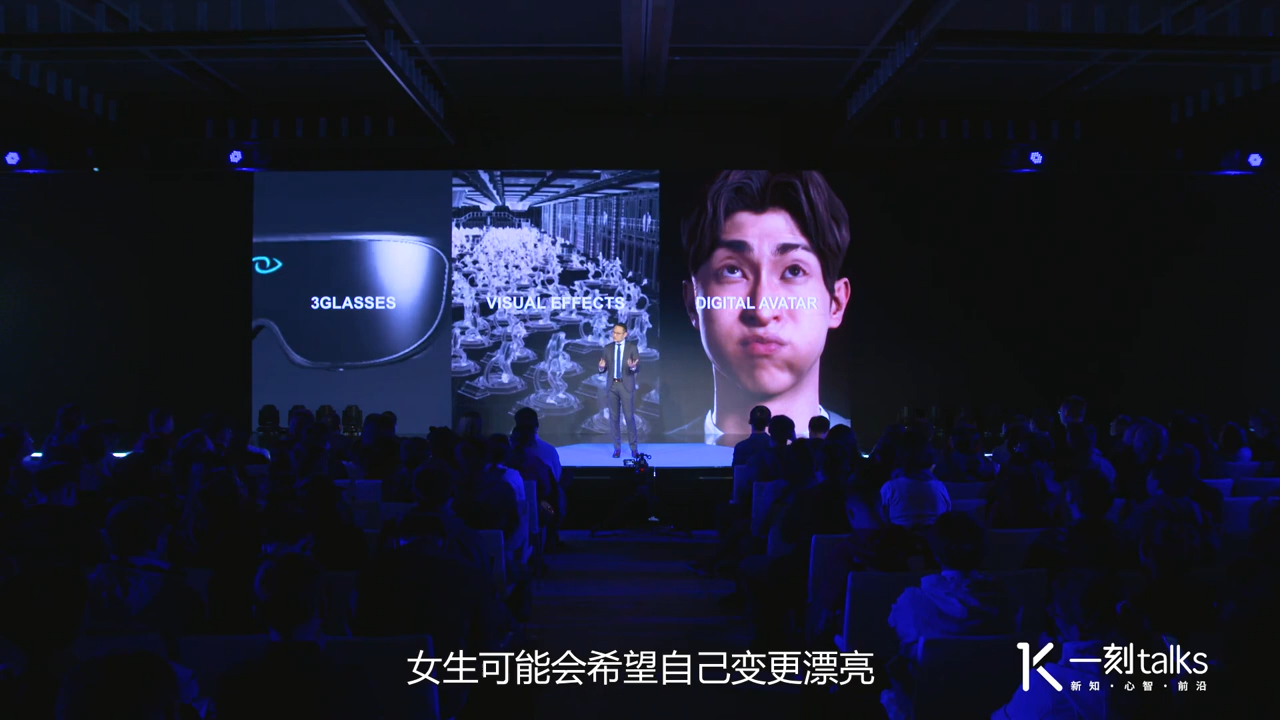 3GLASSES
VISUAL EFFECTS
DIGITAL AVATAR
女生可能会希望自己变更漂亮
一刻talks
新知·心智·前沿